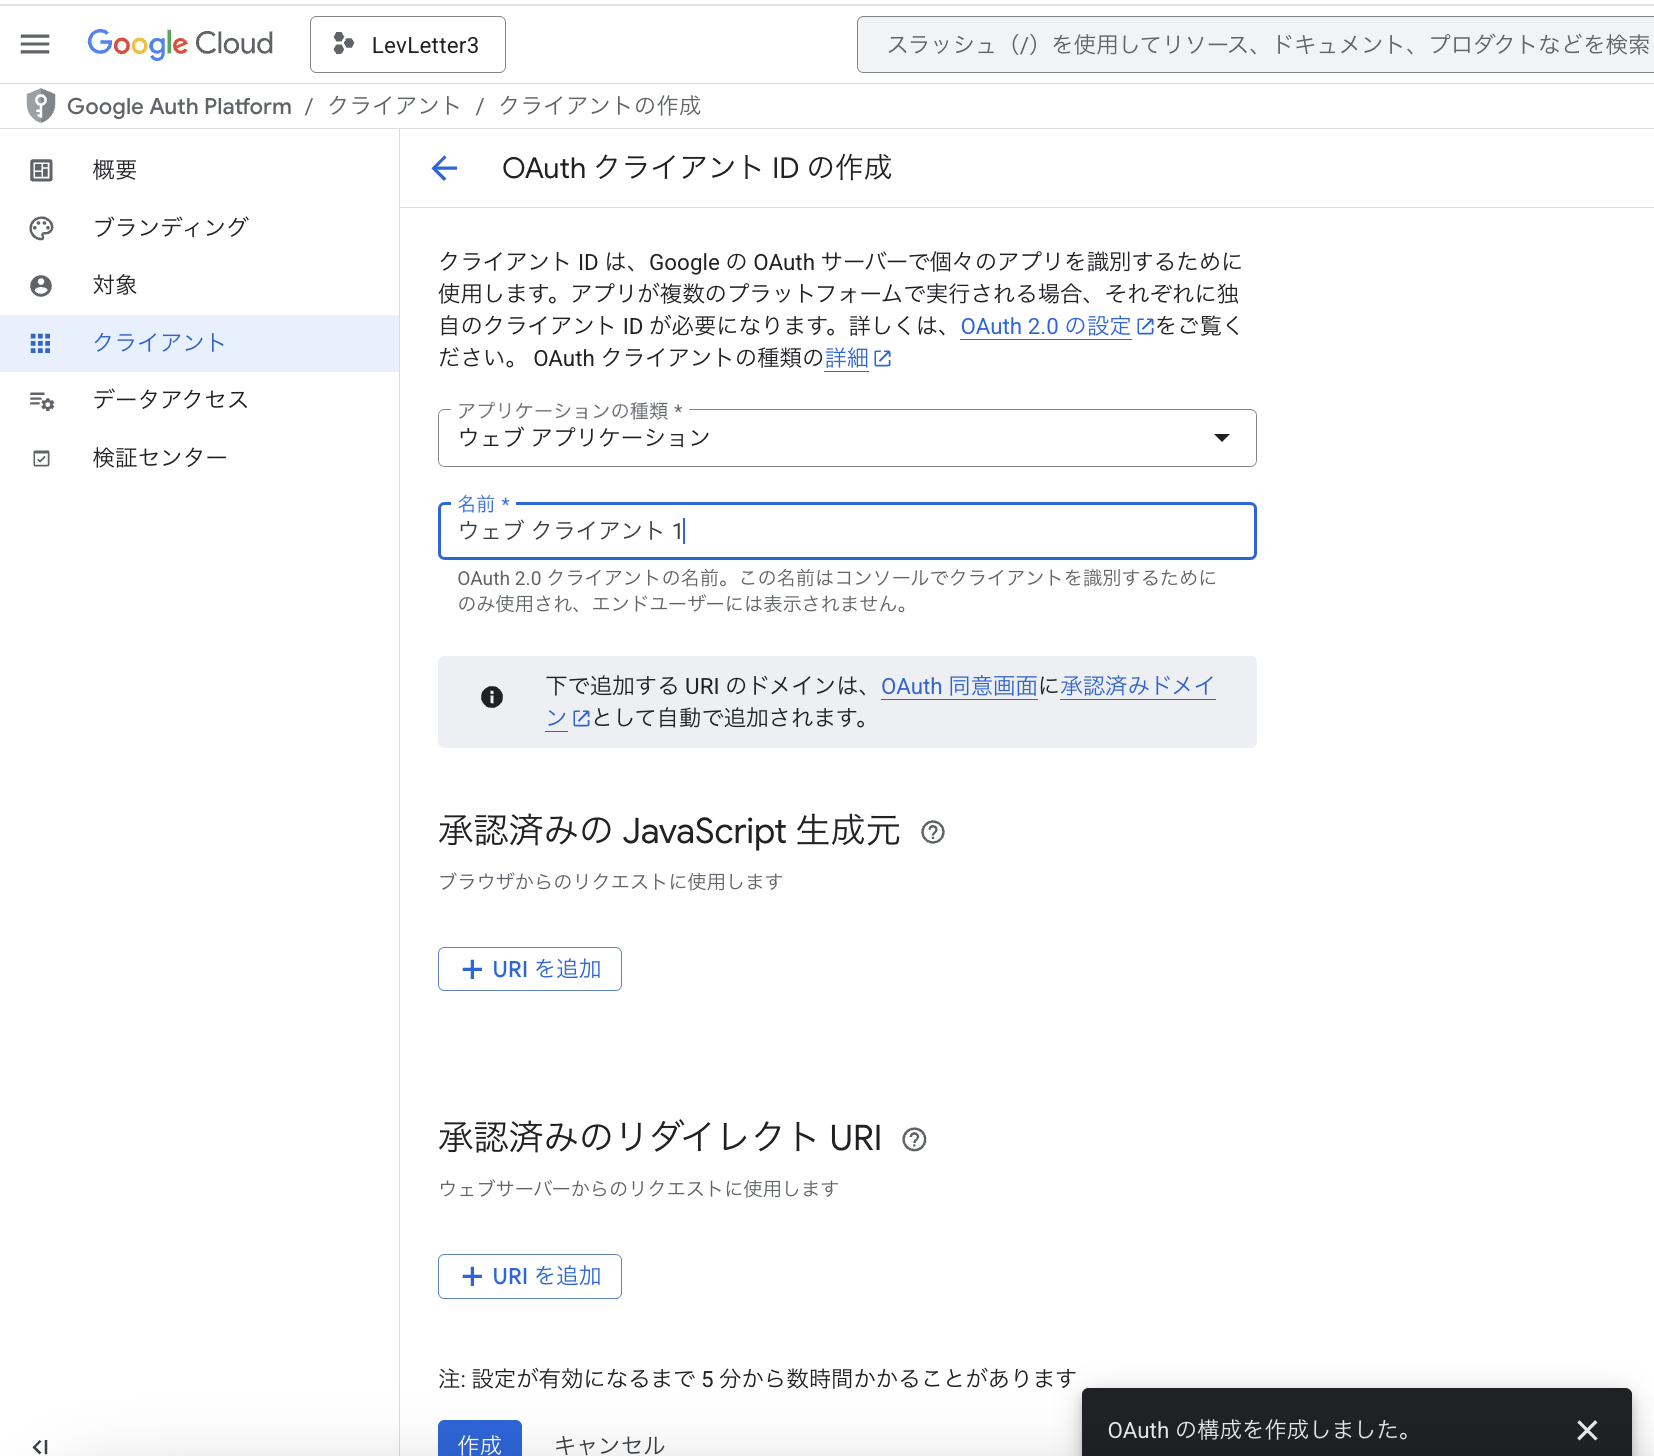 Google Cloud
LevLetter3
スラッシュ（/）を使用してリソース、ドキュメント、プロダクトなどを検索
Google Auth Platform / クライアント / クライアントの作成
概要
ブランディング
対象
クライアント
データアクセス
検証センター
OAuth クライアント ID の作成
クライアント ID は、Google の OAuth サーバーで個々のアプリを識別するために
使用します。アプリが複数のプラットフォームで実行される場合、それぞれに独
自のクライアント ID が必要になります。詳しくは、OAuth 2.0 の設定をご覧く
ださい。 OAuth クライアントの種類の詳細
アプリケーションの種類 *
ウェブ アプリケーション
名前 *
ウェブ クライアント 1
OAuth 2.0 クライアントの名前。この名前はコンソールでクライアントを識別するために
のみ使用され、エンドユーザーには表示されません。
下で追加する URI のドメインは、OAuth 同意画面に承認済みドメイ
ンとして自動で追加されます。
承認済みの JavaScript 生成元
ブラウザからのリクエストに使用します
+ URI を追加
承認済みのリダイレクト URI
ウェブサーバーからのリクエストに使用します
+ URI を追加
注: 設定が有効になるまで 5 分から数時間かかることがあります
作成
キャンセル
OAuth の構成を作成しました。